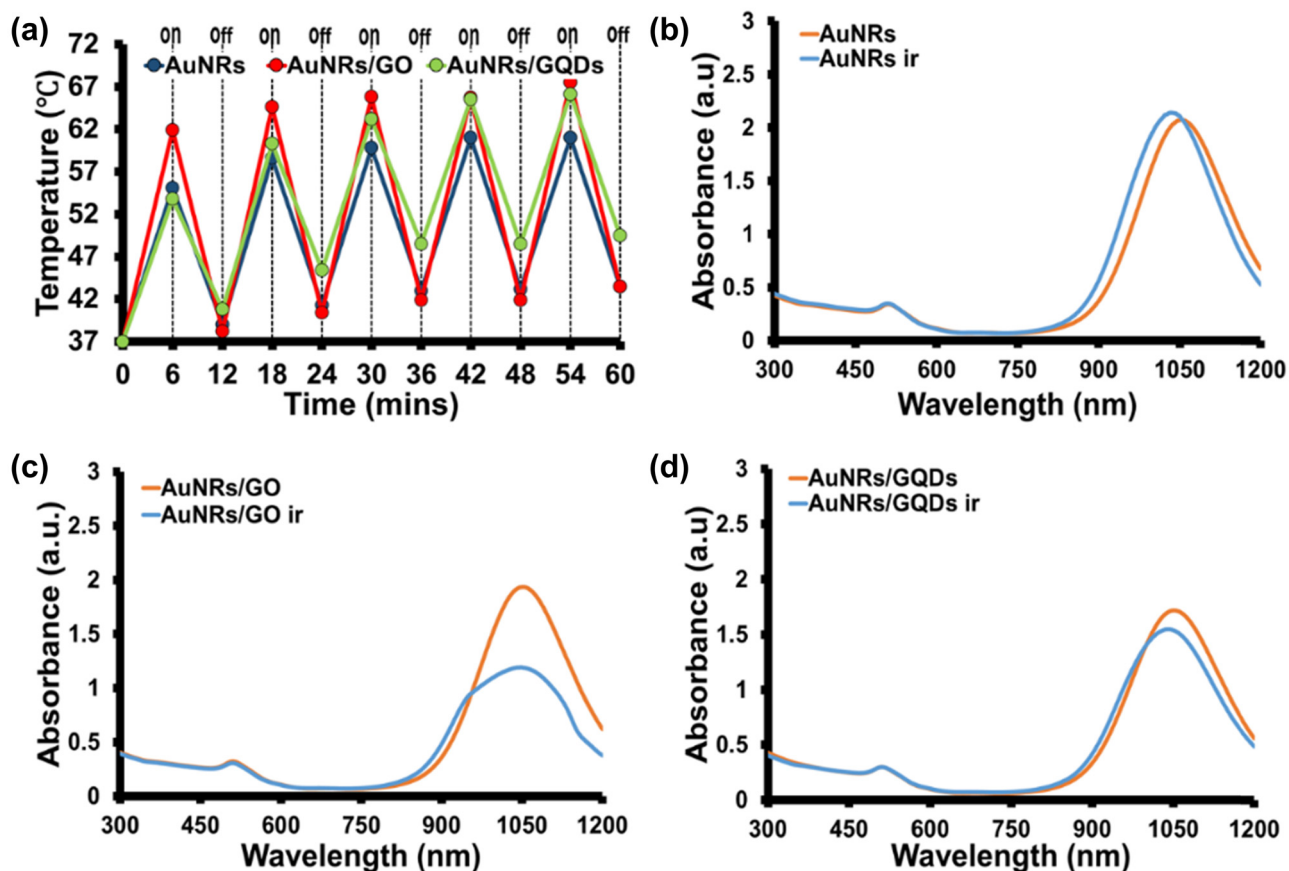 (a)
on off on off on off on off on off
AuNRs AuNRs/GO AuNRs/GQDs
Temperature (°C)
72
67
62
57
52
47
42
37
0 6 12 18 24 30 36 42 48 54 60
Time (mins)
(b)
AuNRs
AuNRs ir
Absorbance (a.u)
3
2.5
2
1.5
1
0.5
0
300 450 600 750 900 1050 1200
Wavelength (nm)
(c)
AuNRs/GO
AuNRs/GO ir
Absorbance (a.u.)
3
2.5
2
1.5
1
0.5
0
300 450 600 750 900 1050 1200
Wavelength (nm)
(d)
AuNRs/GQDs
AuNRs/GQDs ir
Absorbance (a.u)
3
2.5
2
1.5
1
0.5
0
300 450 600 750 900 1050 1200
Wavelength (nm)